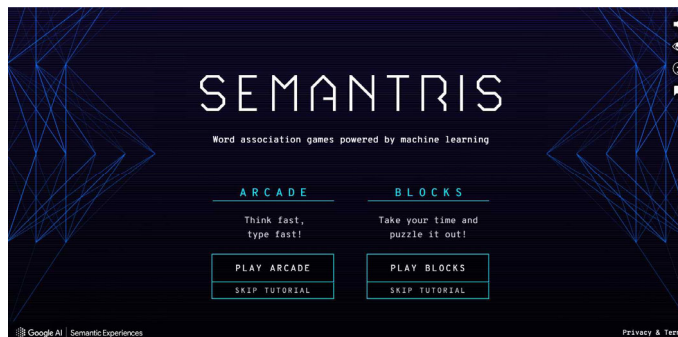 SEMANTRIS
Word association games powered by machine learning
ARCADE
Think fast,
type fast!
PLAY ARCADE
SKIP TUTORIAL
BLOCKS
Take your time and
puzzle it out!
PLAY BLOCKS
SKIP TUTORIAL
Google AI | Semantic Experiences
Privacy &